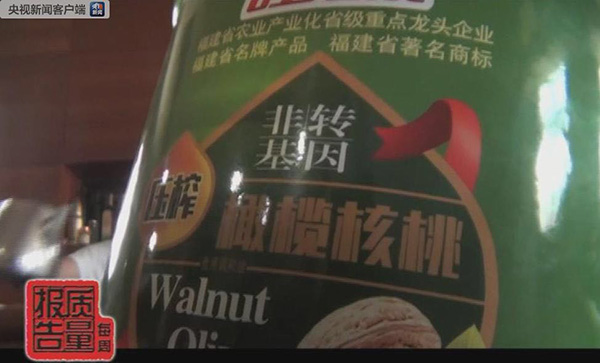 央视新闻客户端
福建省农业产业化省级重点龙头企业
福建省名牌产品 福建省著名商标
非转
基因
压榨
橄榄核桃
Walnut
质量
报告
每周